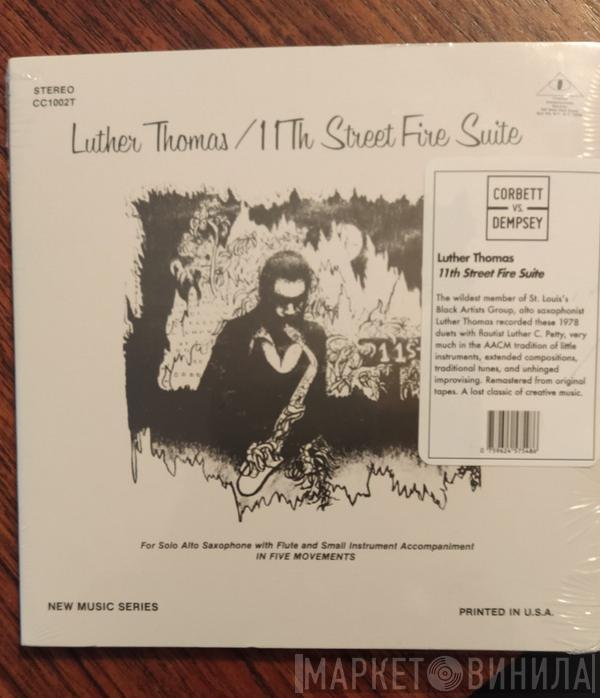 STEREO
CC1002T
Luther Thomas/11Th Street Fire Suite
CORBETT
VS.
DEMPSEY
Luther Thomas
11th Street Fire Suite
The wildest member of St. Louis's
Black Artists Group, alto saxophonist
Luther Thomas recorded these 1978
duets with flautist Luther C. Petty, very
much in the AACM tradition of little
instruments, extended compositions,
traditional tunes, and unhinged
improvising. Remastered from original
tapes. A lost classic of creative music.
115
For Solo Alto Saxophone with Flute and Small Instrument Accompaniment
IN FIVE MOVEMENTS
NEW MUSIC SERIES
PRINTED IN U.S.A.
МАРКЕТ ВИНИЛА